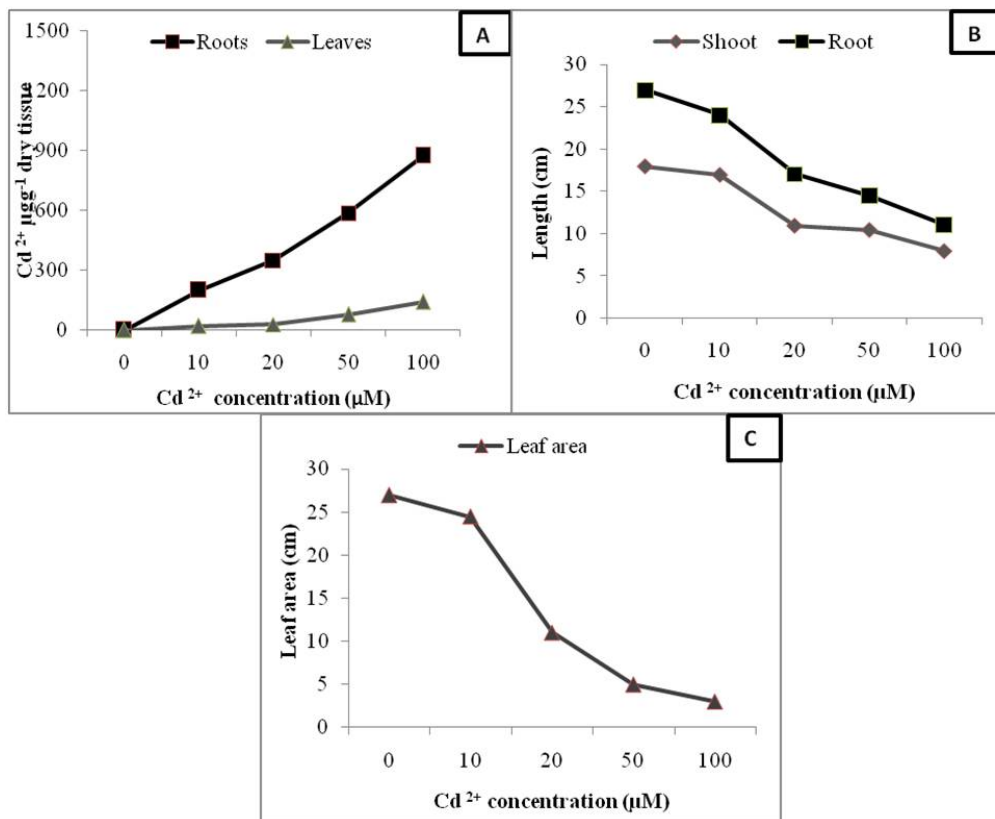 A
Roots Leaves
1500
1200
900
600
300
0
Cd 2+ µgg-1 dry tissue
0 10 20 50 100
Cd 2+ concentration (µM)
B
Shoot Root
30
25
20
15
10
5
0
Length (cm)
0 10 20 50 100
Cd 2+ concentration (µM)
C
Leaf area
30
25
20
15
10
5
0
Leaf area (cm)
0 10 20 50 100
Cd 2+ concentration (µM)